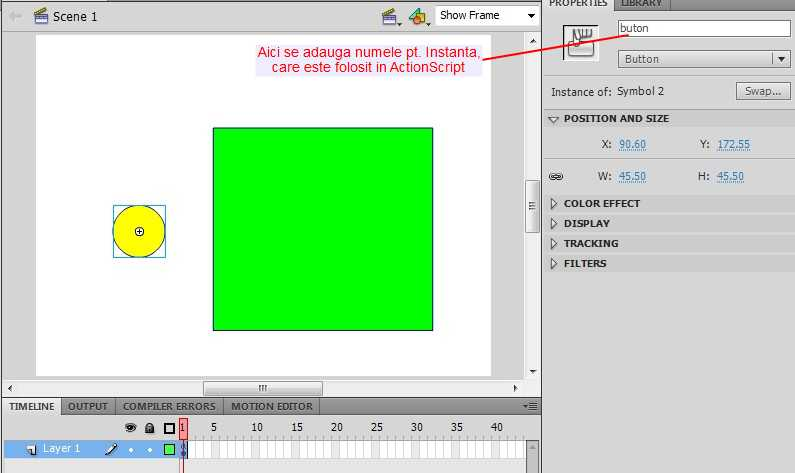 PROPERTIES LIBRARY
Scene 1
Show Frame
buton
Aici se adauga numele pt. Instanta,
care este folosit in ActionScript
Button
Instance of: Symbol 2 Swap...
POSITION AND SIZE
X: 90.60 Y: 172.55
W: 45.50 H: 45.50
COLOR EFFECT
DISPLAY
TRACKING
FILTERS
TIMELINE OUTPUT COMPILER ERRORS MOTION EDITOR
1 5 10 15 20 25 30 35 40
Layer 1